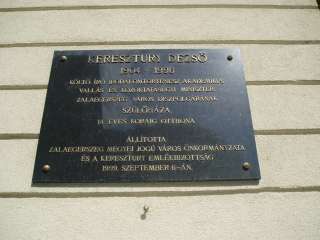 KERESZTURY DEZSŐ
1904 - 1996
KÖLTŐ, ÍRÓ, IRODALOMTÖRTÉNÉSZ, AKADÉMIKUS,
VALLÁS ÉS KÖZOKTATÁSÜGYI MINISZTER,
ZALAEGERSZEG VÁROS DÍSZPOLGÁRÁNAK
SZÜLŐHÁZA,
ÉVES KORÁIG OTTHONA
ÁLLÍTOTTA
ZALAEGERSZEG MEGYEI JOGÚ VÁROS ÖNKORMÁNYZATA
ÉS A KERESZTURY EMLÉKBIZOTTSÁG
1999. SZEPTEMBER 6-ÁN.